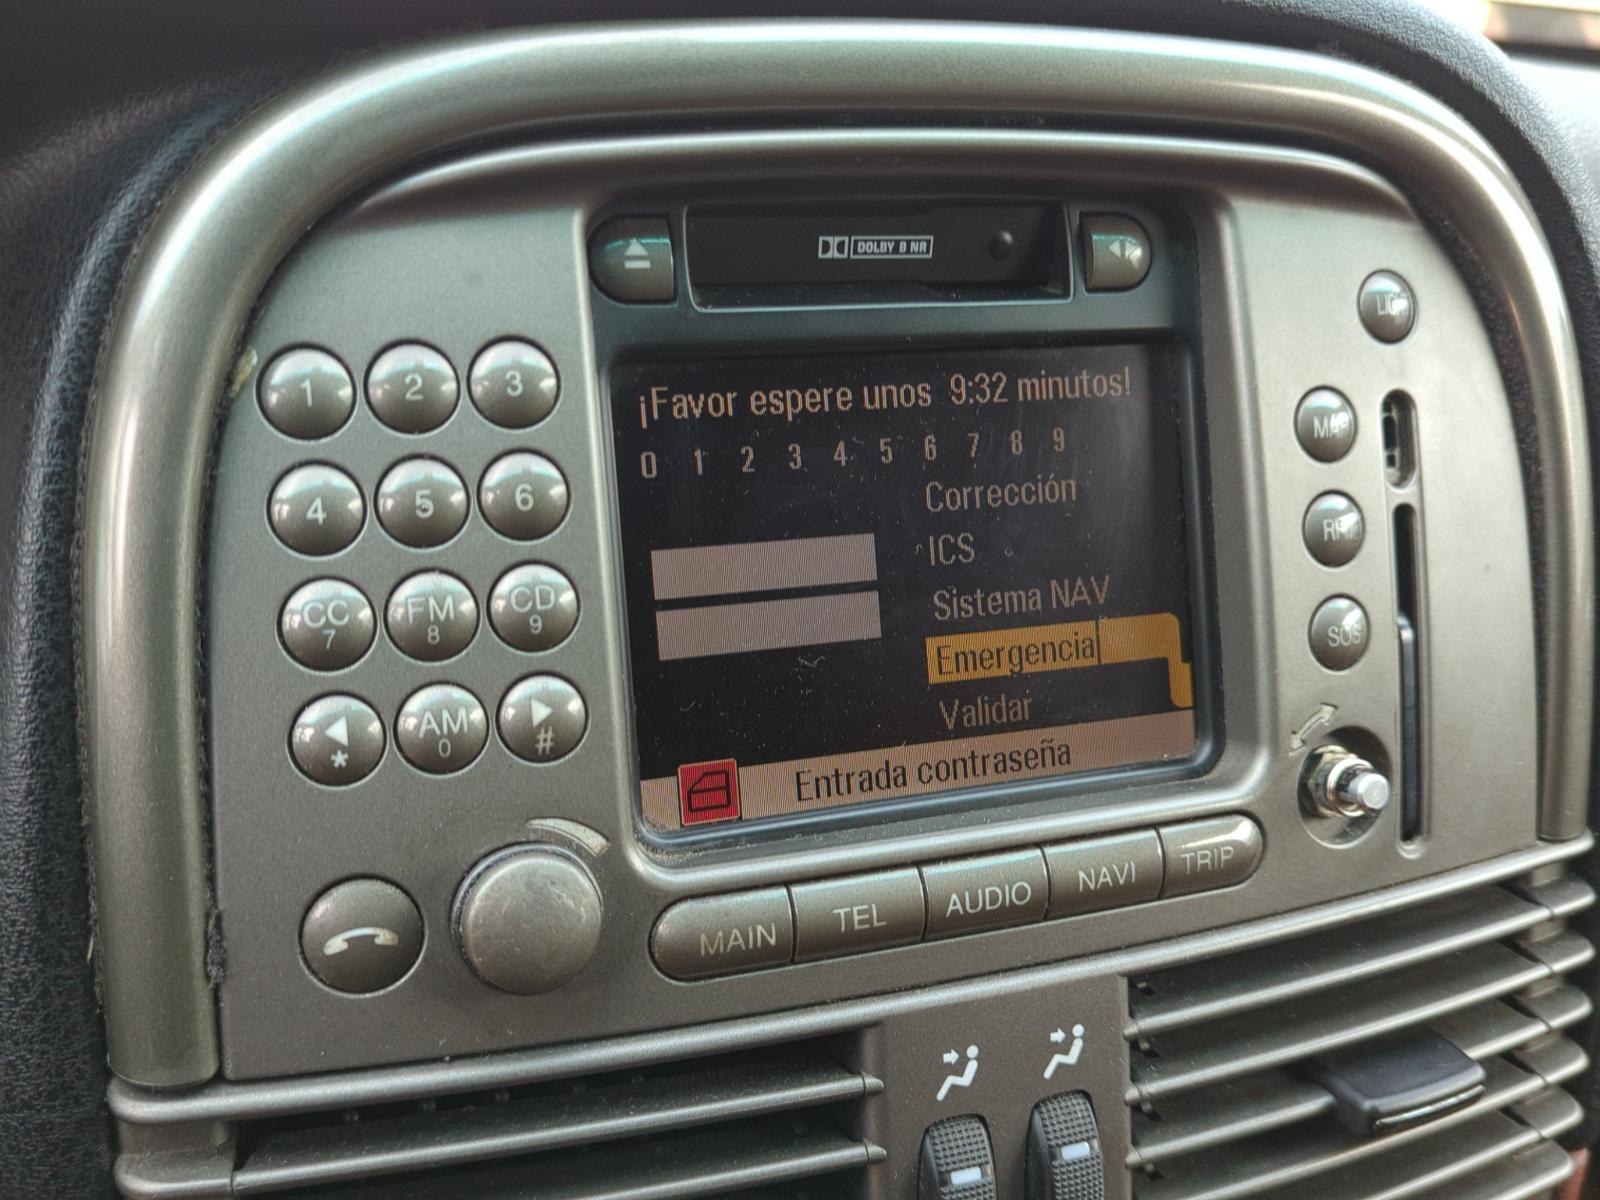 DOLBY B NR
1 2 3
4 5 6
CC 7 FM 8 CD 9
* AM 0 #
¡Favor espere unos 9:32 minutos!
0 1 2 3 4 5 6 7 8 9
Corrección
ICS
Sistema NAV
Emergencia
Validar
Entrada contraseña
MAP
SOS
MAIN TEL AUDIO NAVI TRIP